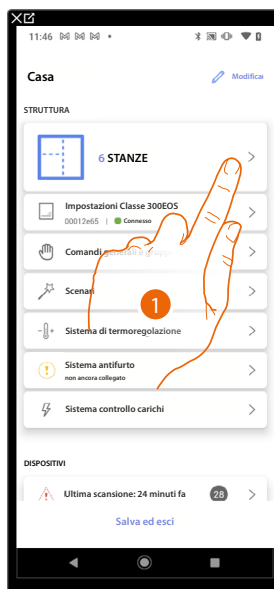 11:46
Casa
Modificar
STRUTTURA
6 STANZE
Impostazioni Classe 300EOS
00012e65 | Connesso
Comandi generali e gruppi
Scenari
1
Sistema di termoregolazione
Sistema antifurto
non ancora collegato
Sistema controllo carichi
DISPOSITIVI
Ultima scansione: 24 minuti fa
28
Salva ed esci